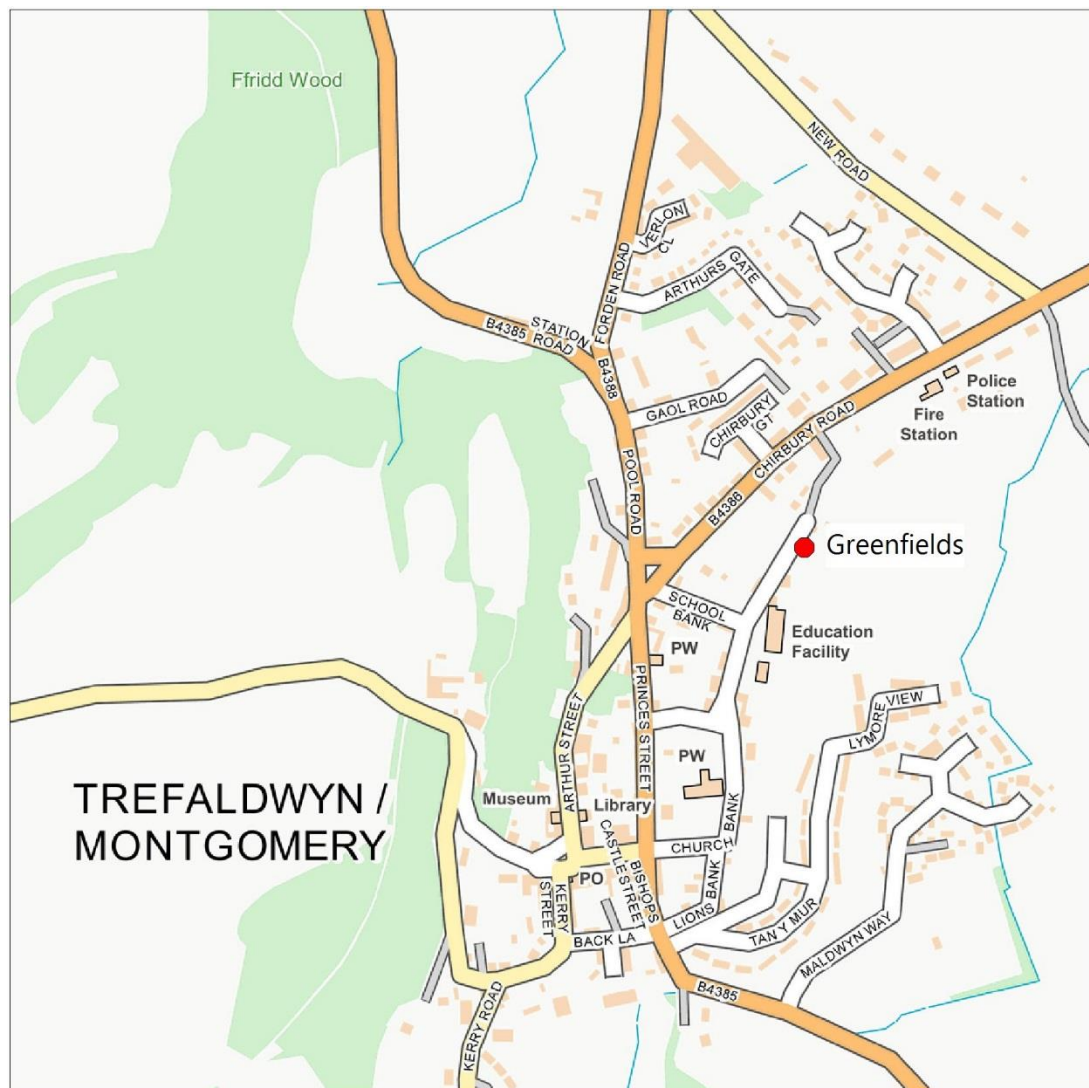 Ffridd Wood
NEW ROAD
VERLON
CL
ARTHURS
GATE
FORDEN ROAD
STATION
ROAD
B4385
B4388
GAOL ROAD
CHIRBURY
GT
CHIRBURY ROAD
B4386
Police
Station
Fire
Station
POOL ROAD
Greenfields
SCHOOL
BANK
PW
Education
Facility
PRINCES STREET
ARTHUR STREET
LYMORE VIEW
PW
TREFALDWYN /
MONTGOMERY
Museum
Library
CHURCH
BANK
CASTLE STREET
BISHOPS
PO
KERRY
STREET
BACK LA
LIONS
BANK
TAN Y MUR
MALDWYN WAY
B4385
KERRY ROAD